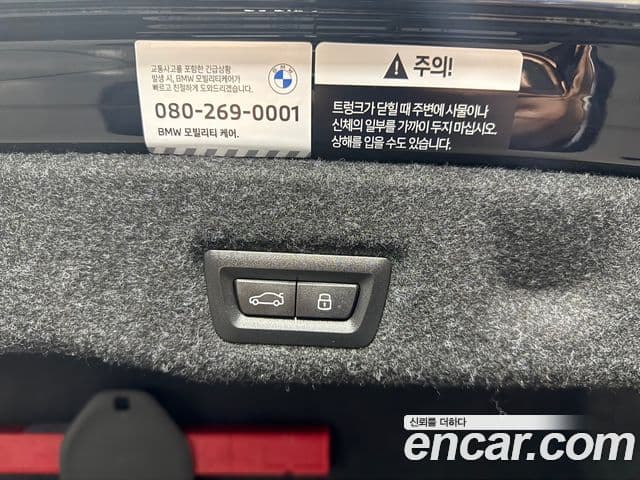 교통사고를 포함한 긴급상황
발생 시, BMW 모빌리티케어가
빠르고 친절하게 도와드리겠습니다.
080-269-0001
BMW 모빌리티 케어.
BMW
! 주의!
트렁크가 닫힐 때 주변에 사물이나
신체의 일부를 가까이 두지 마십시오.
상해를 입을 수도 있습니다.
신뢰를 더하다
encar.com